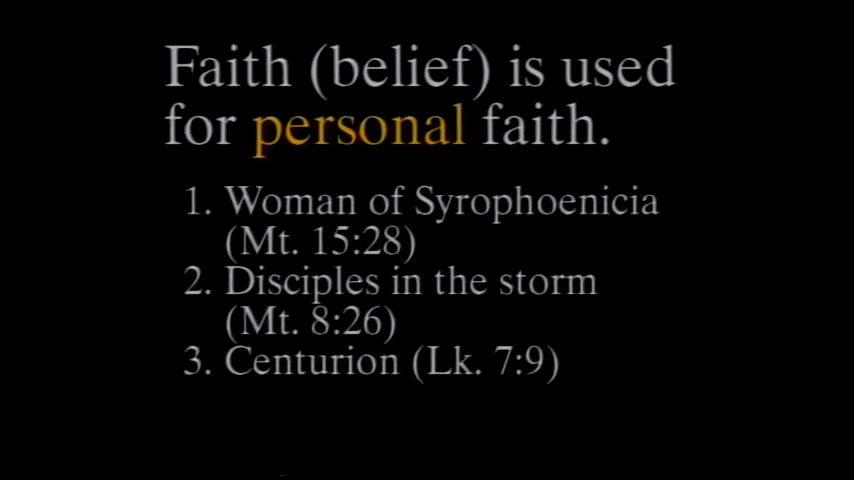 Faith (belief) is used
for personal faith.
1. Woman of Syrophoenicia
(Mt. 15:28)
2. Disciples in the storm
(Mt. 8:26)
3. Centurion (Lk. 7:9)